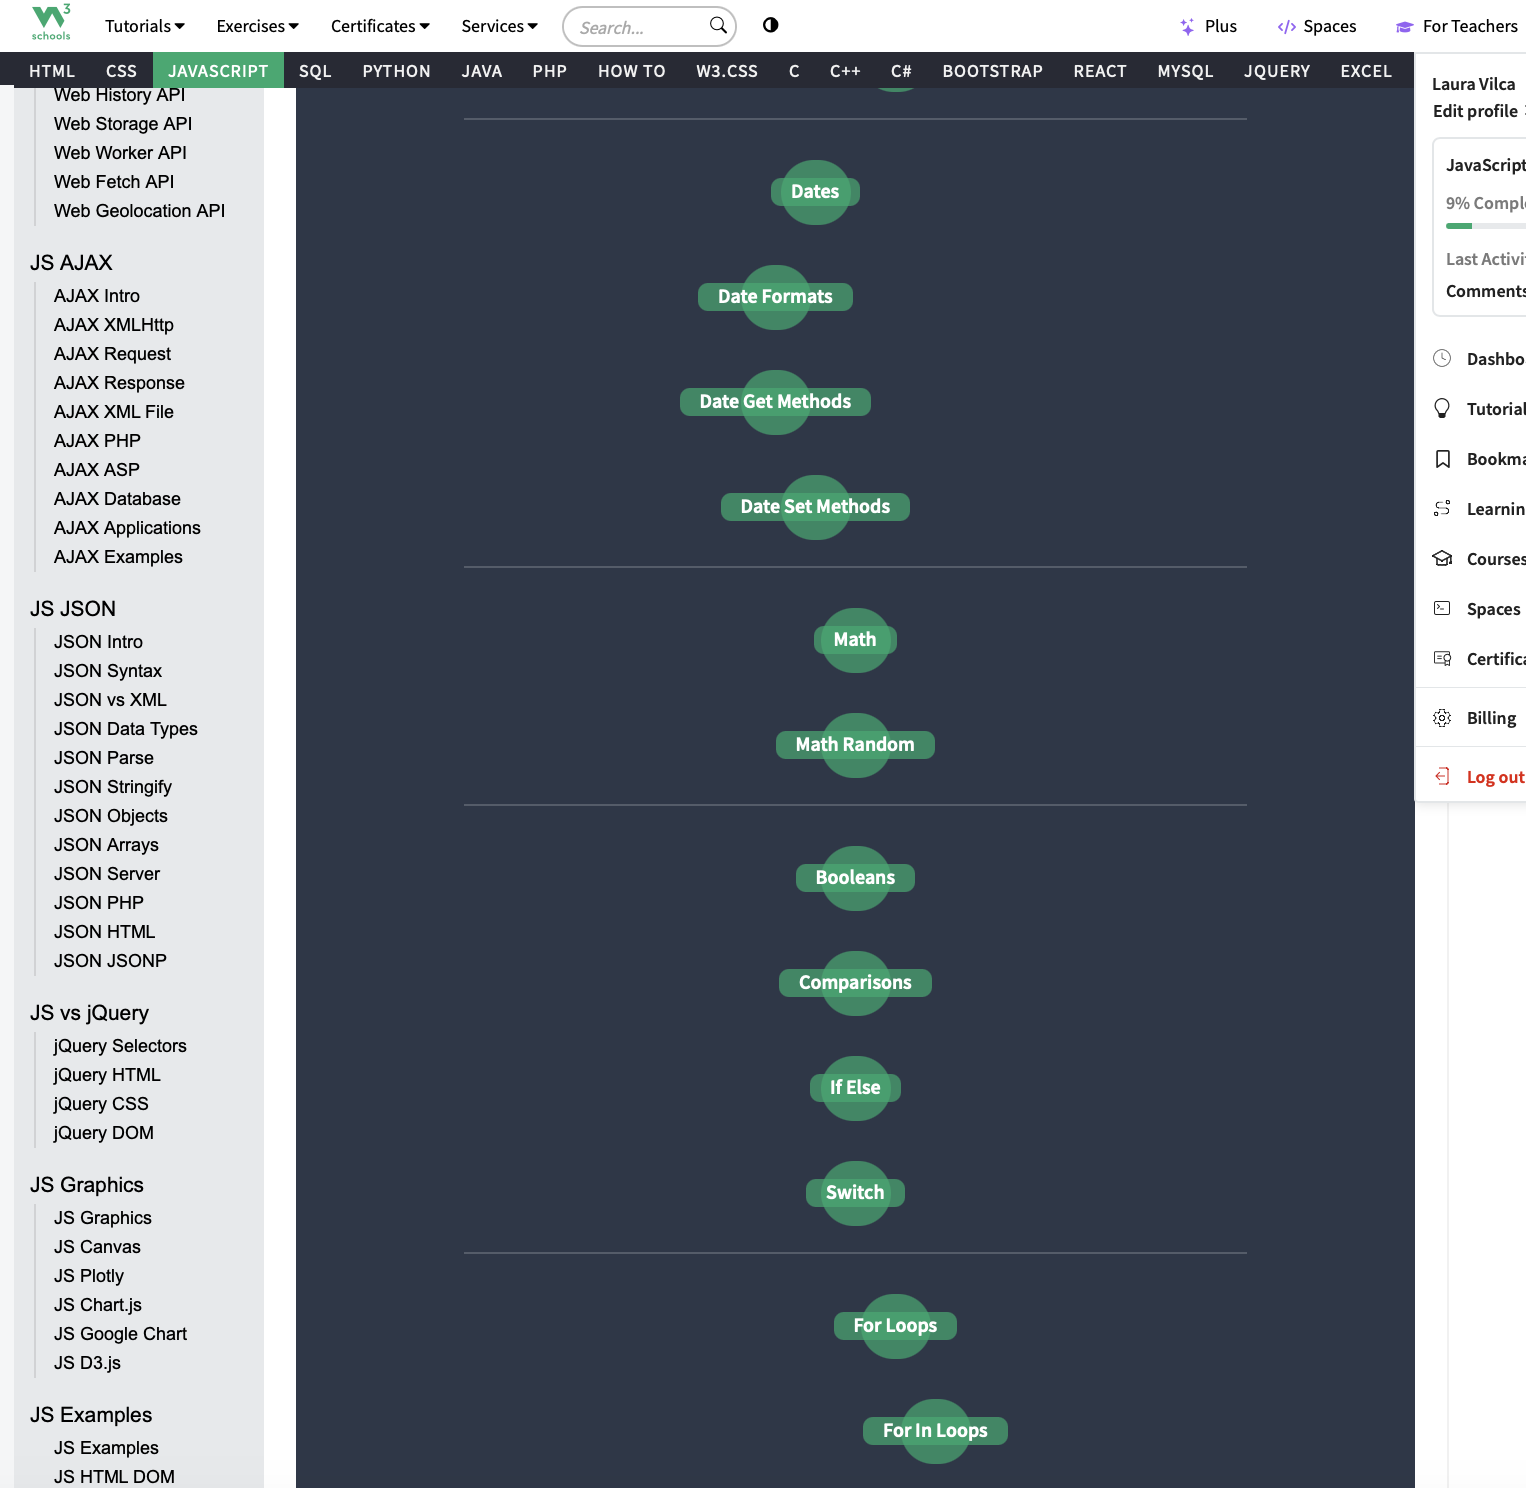 3
schools
Tutorials
Exercises
Certificates
Services
Search...
Plus
Spaces
For Teachers
HTML
CSS
JAVASCRIPT
SQL
PYTHON
JAVA
PHP
HOW TO
W3.CSS
C
C++
C#
BOOTSTRAP
REACT
MYSQL
JQUERY
EXCEL
Web History API
Web Storage API
Web Worker API
Web Fetch API
Web Geolocation API
JS AJAX
AJAX Intro
AJAX XMLHttp
AJAX Request
AJAX Response
AJAX XML File
AJAX PHP
AJAX ASP
AJAX Database
AJAX Applications
AJAX Examples
JS JSON
JSON Intro
JSON Syntax
JSON vs XML
JSON Data Types
JSON Parse
JSON Stringify
JSON Objects
JSON Arrays
JSON Server
JSON PHP
JSON HTML
JSON JSONP
JS vs jQuery
jQuery Selectors
jQuery HTML
jQuery CSS
jQuery DOM
JS Graphics
JS Graphics
JS Canvas
JS Plotly
JS Chart.js
JS Google Chart
JS D3.js
JS Examples
JS Examples
JS HTML DOM
Dates
Date Formats
Date Get Methods
Date Set Methods
Math
Math Random
Booleans
Comparisons
If Else
Switch
For Loops
For In Loops
Laura Vilca
Edit profile
JavaScript
9% Compl
Last Activi
Comments
Dashbo
Tutorial
Bookma
Learnin
Courses
Spaces
Certifica
Billing
Log out